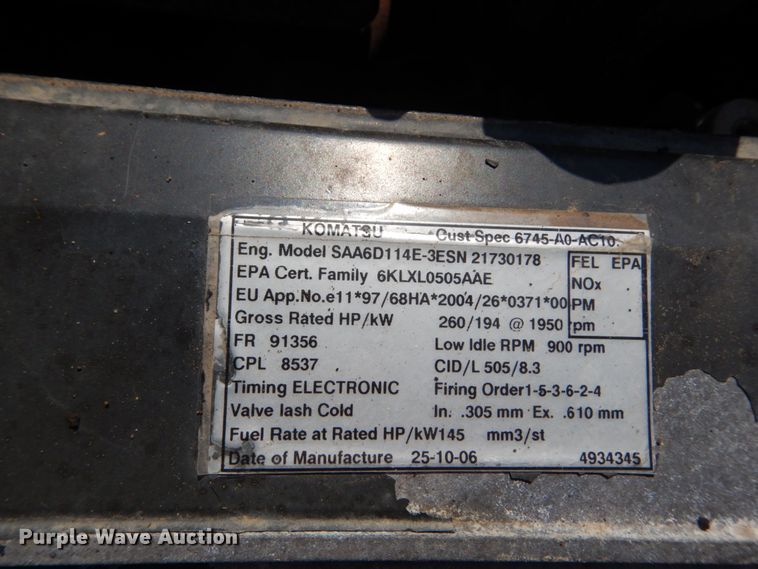 KOMATSU Cust Spec 6745-A0-AC10.
Eng. Model SAA6D114E-3ESN 21730178
FEL EPA
EPA Cert. Family 6KLXL0505AAE
NOx
EU App.No.e11*97/68HA*2004/26*0371*00
PM
Gross Rated HP/kW 260/194 @ 1950 rpm
FR 91356 Low Idle RPM 900 rpm
CPL 8537 CID/L 505/8.3
Timing ELECTRONIC Firing Order1-5-3-6-2-4
Valve lash Cold In. .305 mm Ex. .610 mm
Fuel Rate at Rated HP/kW145 mm3/st
Date of Manufacture 25-10-06 4934345
Purple Wave Auction